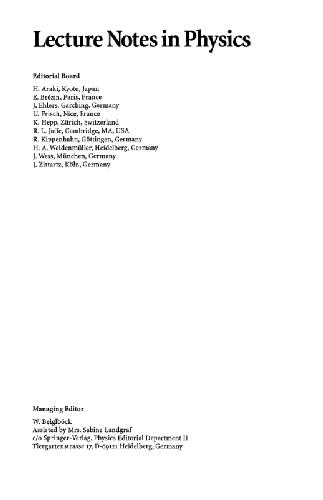 Lecture Notes in Physics
Editorial Board
H. Araki, Kyoto, Japan
E. Brézin, Paris, France
J. Ehlers, Garching, Germany
U. Frisch, Nice, France
K. Hepp, Zürich, Switzerland
R. L. Jaffe, Cambridge, MA, USA
R. Kippenhahn, Göttingen, Germany
H. A. Weidenmüller, Heidelberg, Germany
J. Wess, München, Germany
J. Zittartz, Köln, Germany
Managing Editor
W. Beiglböck
Assisted by Mrs. Sabine Landgraf
c/o Springer-Verlag, Physics Editorial Department II
Tiergartenstrasse 17, D-69121 Heidelberg, Germany